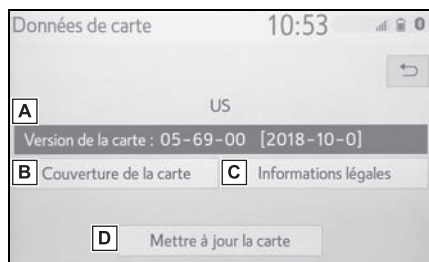 Données de carte 10:53 0
A
US
Version de la carte : 05-69-00 [2018-10-0]
B Couverture de la carte C Informations légales
D Mettre à jour la carte